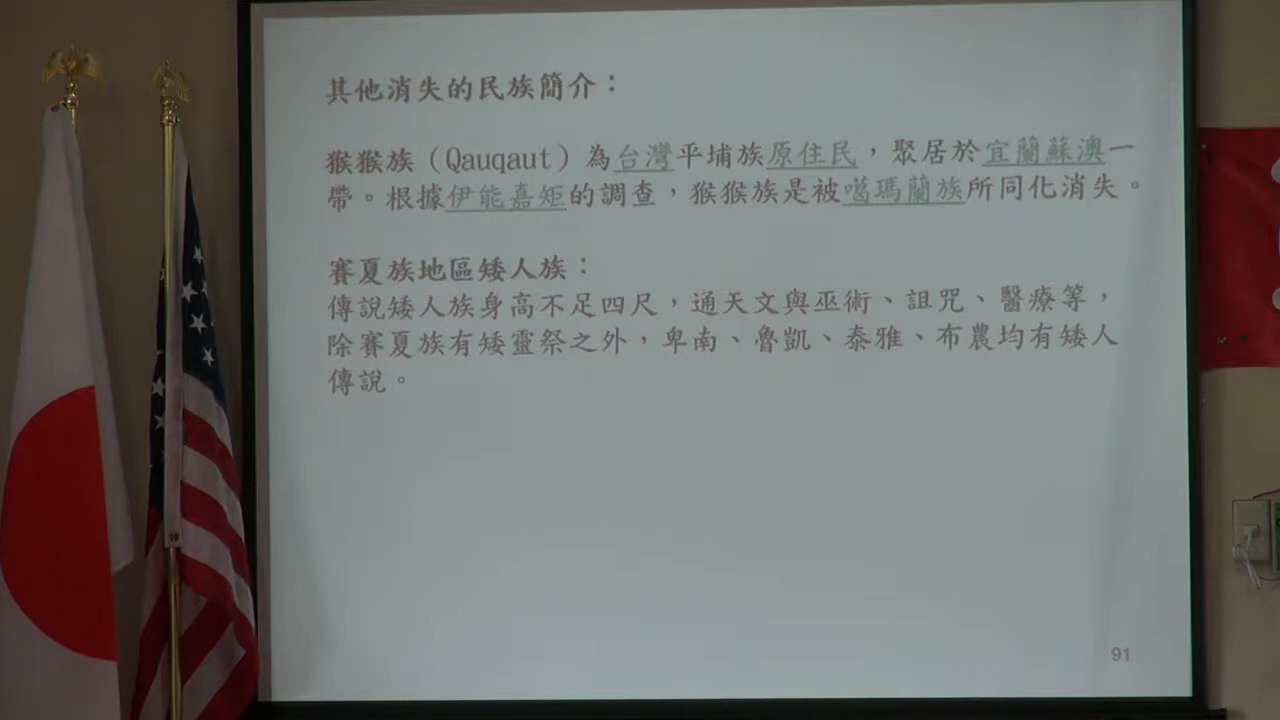 其他消失的民族簡介：
猴猴族（Qauqaut）為台灣平埔族原住民，聚居於宜蘭蘇澳一
帶。根據伊能嘉矩的調查，猴猴族是被噶瑪蘭族所同化消失。
賽夏族地區矮人族：
傳說矮人族身高不足四尺，通天文與巫術、詛咒、醫療等，
除賽夏族有矮靈祭之外，卑南、魯凱、泰雅、布農均有矮人
傳說。
91